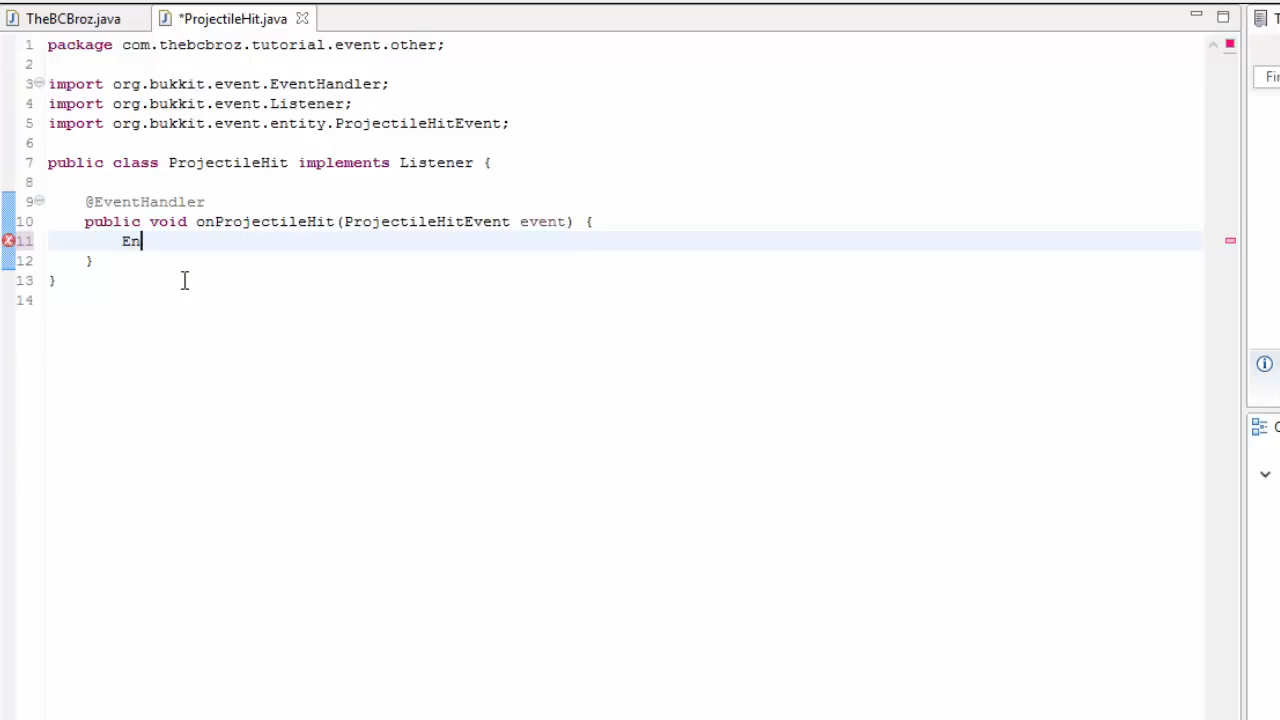 TheBCBroz.java
*ProjectileHit.java
T
1 package com.thebcbroz.tutorial.event.other;
2
3 import org.bukkit.event.EventHandler;
4 import org.bukkit.event.Listener;
5 import org.bukkit.event.entity.ProjectileHitEvent;
6
7 public class ProjectileHit implements Listener {
8
9 @EventHandler
10 public void onProjectileHit(ProjectileHitEvent event) {
11 En
12 }
13 }
14
Fi